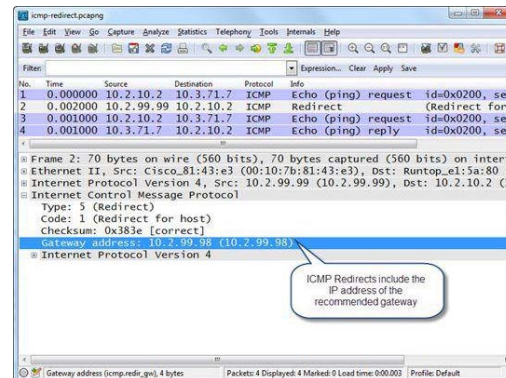 icmp-redirect.pcapng
File Edit View Go Capture Analyze Statistics Telephony Tools Internals Help
Filter: Expression... Clear Apply Save
No. Time Source Destination Protocol Info
1 0.000000 10.2.10.2 10.3.71.7 ICMP Echo (ping) request id=0x0200, se
2 0.002000 10.2.99.99 10.2.10.2 ICMP Redirect (Redirect for
3 0.001000 10.2.10.2 10.3.71.7 ICMP Echo (ping) request id=0x0200, se
4 0.001000 10.3.71.7 10.2.10.2 ICMP Echo (ping) reply id=0x0200, se
Frame 2: 70 bytes on wire (560 bits), 70 bytes captured (560 bits) on inter
Ethernet II, Src: Cisco_81:43:e3 (00:10:7b:81:43:e3), Dst: Runtop_e1:5a:80
Internet Protocol Version 4, Src: 10.2.99.99 (10.2.99.99), Dst: 10.2.10.2 (
Internet Control Message Protocol
Type: 5 (Redirect)
Code: 1 (Redirect for host)
Checksum: 0x383e [correct]
Gateway address: 10.2.99.98 (10.2.99.98)
Internet Protocol Version 4
ICMP Redirects include the
IP address of the
recommended gateway
Gateway address (icmp.redir_gw), 4 bytes Packets: 4 Displayed: 4 Marked: 0 Load time: 0:00.003 Profile: Default